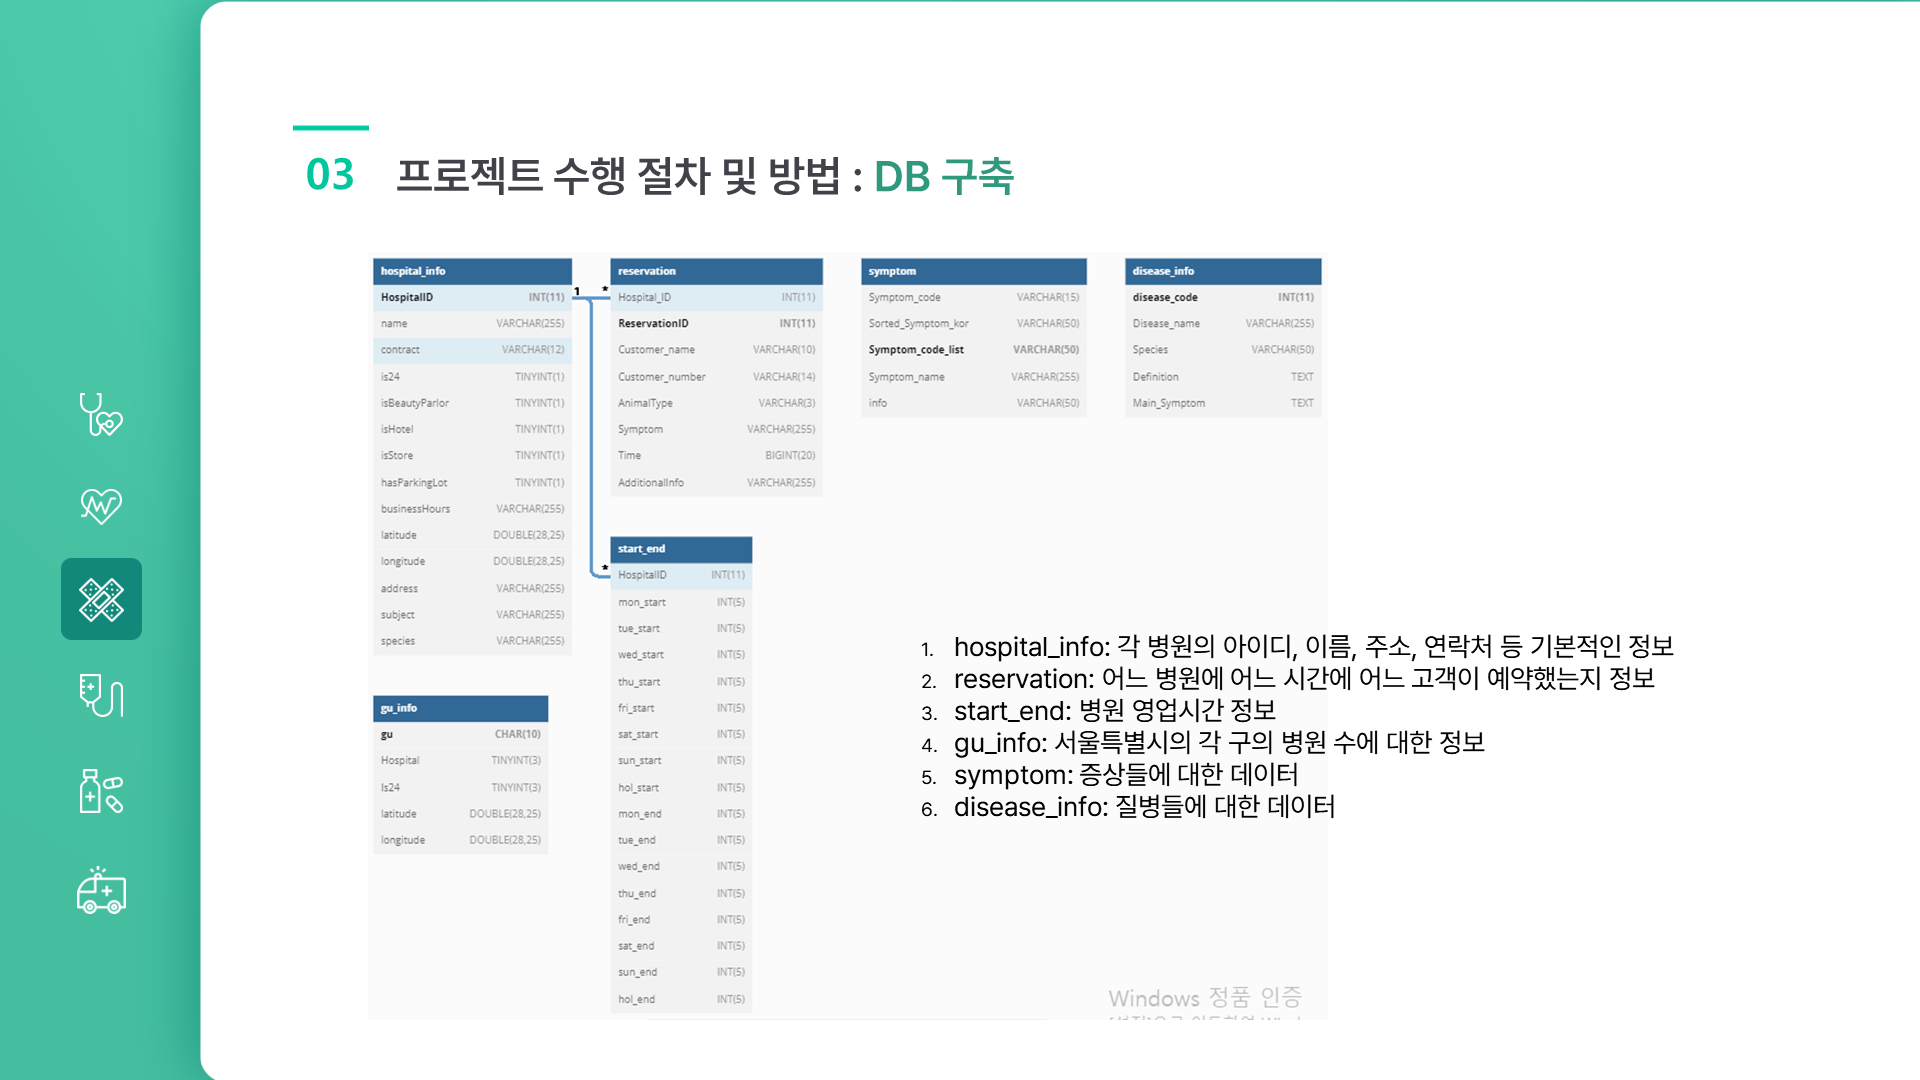 03 프로젝트 수행 절차 및 방법 : DB 구축
hospital_info
HospitalID INT(11)
name VARCHAR(255)
contract VARCHAR(12)
is24 TINYINT(1)
isBeautyParlor TINYINT(1)
isHotel TINYINT(1)
isStore TINYINT(1)
hasParkingLot TINYINT(1)
businessHours VARCHAR(255)
latitude DOUBLE(28,25)
longitude DOUBLE(28,25)
address VARCHAR(255)
subject VARCHAR(255)
species VARCHAR(255)
1 *
*
reservation
Hospital_ID INT(11)
ReservationID INT(11)
Customer_name VARCHAR(10)
Customer_number VARCHAR(14)
AnimalType VARCHAR(3)
Symptom VARCHAR(255)
Time BIGINT(20)
AdditionalInfo VARCHAR(255)
symptom
Symptom_code VARCHAR(15)
Sorted_Symptom_kor VARCHAR(50)
Symptom_code_list VARCHAR(50)
Symptom_name VARCHAR(255)
info VARCHAR(50)
disease_info
disease_code INT(11)
Disease_name VARCHAR(255)
Species VARCHAR(50)
Definition TEXT
Main_Symptom TEXT
gu_info
gu CHAR(10)
Hospital TINYINT(3)
Is24 TINYINT(3)
latitude DOUBLE(28,25)
longitude DOUBLE(28,25)
start_end
HospitalID INT(11)
mon_start INT(5)
tue_start INT(5)
wed_start INT(5)
thu_start INT(5)
fri_start INT(5)
sat_start INT(5)
sun_start INT(5)
hol_start INT(5)
mon_end INT(5)
tue_end INT(5)
wed_end INT(5)
thu_end INT(5)
fri_end INT(5)
sat_end INT(5)
sun_end INT(5)
hol_end INT(5)
1. hospital_info: 각 병원의 아이디, 이름, 주소, 연락처 등 기본적인 정보
2. reservation: 어느 병원에 어느 시간에 어느 고객이 예약했는지 정보
3. start_end: 병원 영업시간 정보
4. gu_info: 서울특별시의 각 구의 병원 수에 대한 정보
5. symptom: 증상들에 대한 데이터
6. disease_info: 질병들에 대한 데이터
Windows 정품 인증